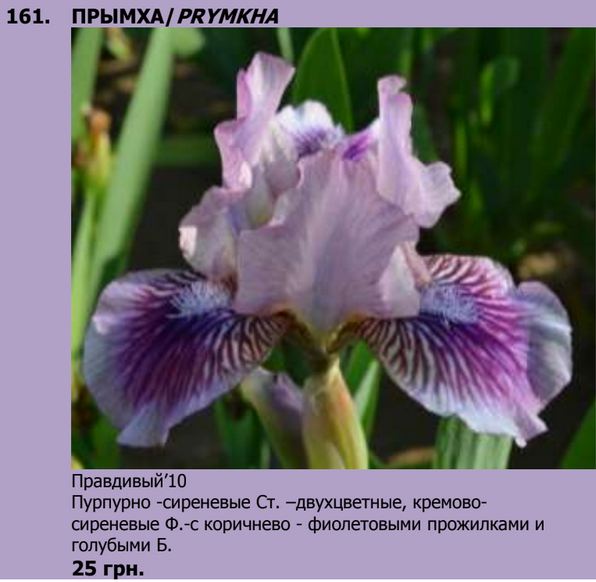 161. ПРЫМХА/PRYMKHA
Правдивый’10
Пурпурно -сиреневые Ст. –двухцветные, кремово-
сиреневые Ф.-с коричнево - фиолетовыми прожилками и
голубыми Б.
25 грн.